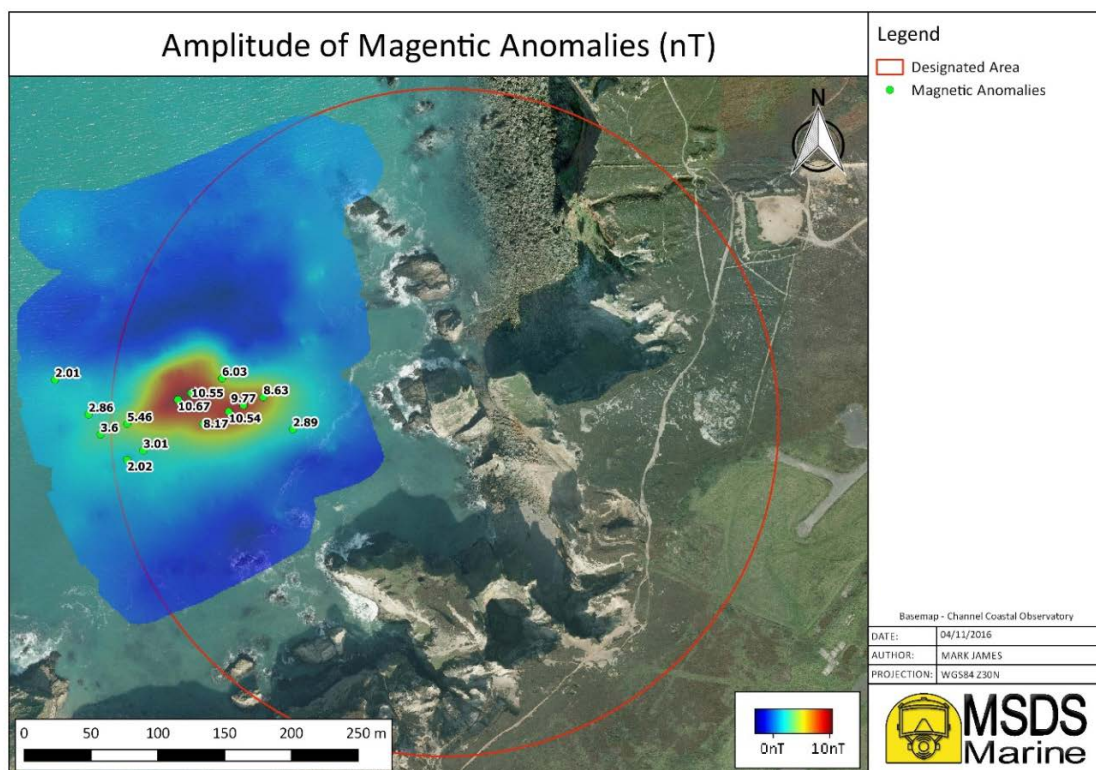 Amplitude of Magentic Anomalies (nT)
Legend
Designated Area
Magnetic Anomalies
N
2.01
6.03
10.55
8.63
9.77
10.67
2.86
5.46
10.54
8.17
2.89
3.6
3.01
2.02
0 50 100 150 200 250 m
0nT 10nT
Basemap - Channel Coastal Observatory
DATE: 04/11/2016
AUTHOR: MARK JAMES
PROJECTION: WGS84 Z30N
MSDS
Marine